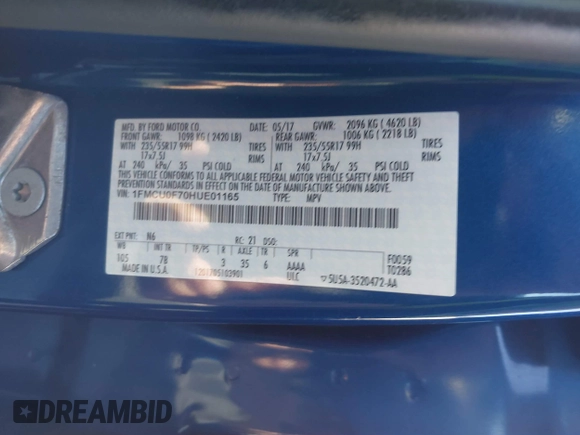 MFD. BY FORD MOTOR CO. DATE: 05/17 GVWR: 2096 KG ( 4620 LB)
FRONT GAWR: 1098 KG ( 2420 LB) REAR GAWR: 1006 KG ( 2218 LB)
WITH 235/55R17 99H TIRES WITH 235/55R17 99H TIRES
17x7.5J RIMS 17x7.5J RIMS
AT 240 kPa/ 35 PSI COLD AT 240 kPa/ 35 PSI COLD
THIS VEHICLE CONFORMS TO ALL APPLICABLE FEDERAL MOTOR VEHICLE SAFETY AND BUMPER STANDARDS IN EFFECT ON THE DATE OF MANUFACTURE SHOWN ABOVE.
VIN: 1FMCU0F70HUE01165 TYPE: MPV
EXT PNT: N6 RC: 21 DSO:
WB INT TR TP/PS R AXLE TR SPR
105 7B 3 35 6 AAAA F0059
MADE IN U.S.A. ULC T0286
5U5A-3520472-AA
DREAMBID